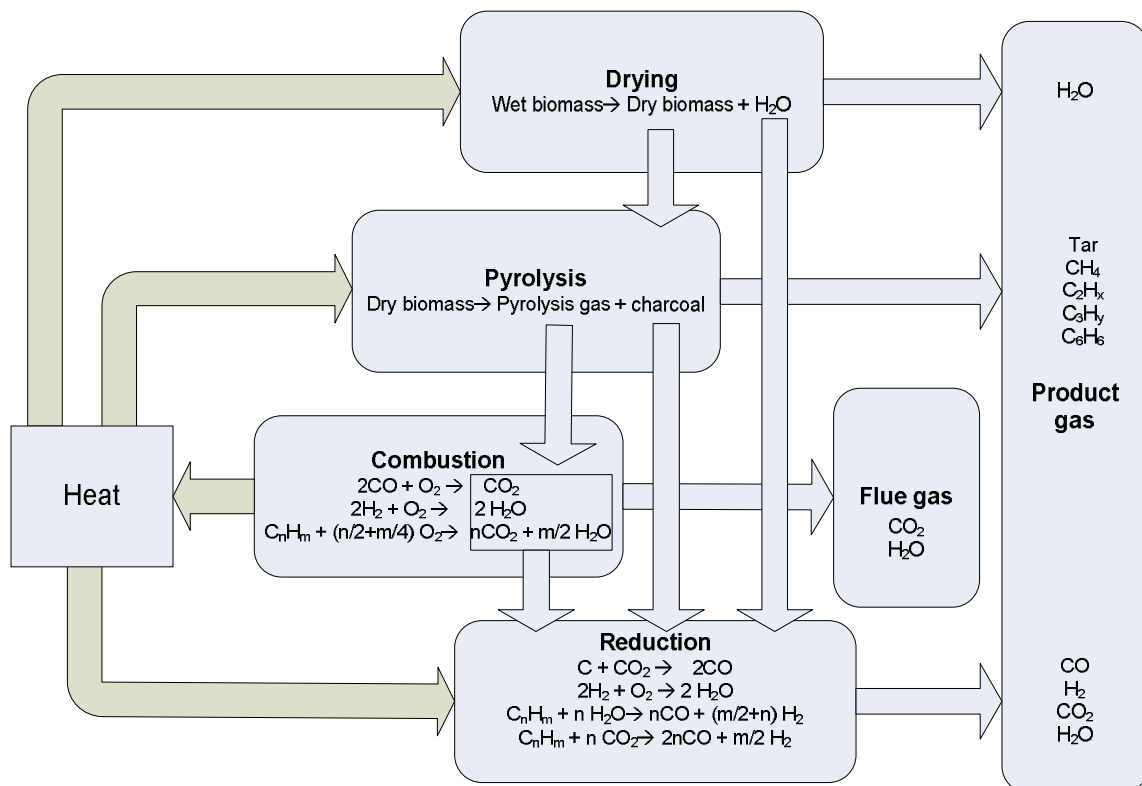 Drying
Wet biomass→ Dry biomass + H₂O
H₂O
Pyrolysis
Dry biomass→ Pyrolysis gas + charcoal
Tar
CH₄
C₂Hₓ
C₃Hᵧ
C₆H₆
Product
gas
Heat
Combustion
2CO + O₂ → CO₂
2H₂ + O₂ → 2 H₂O
CₙHₘ + (n/2+m/4) O₂→ nCO₂ + m/2 H₂O
Flue gas
CO₂
H₂O
Reduction
C + CO₂ → 2CO
2H₂ + O₂ → 2 H₂O
CₙHₘ + n H₂O→ nCO + (m/2+n) H₂
CₙHₘ + n CO₂→ 2nCO + m/2 H₂
CO
H₂
CO₂
H₂O